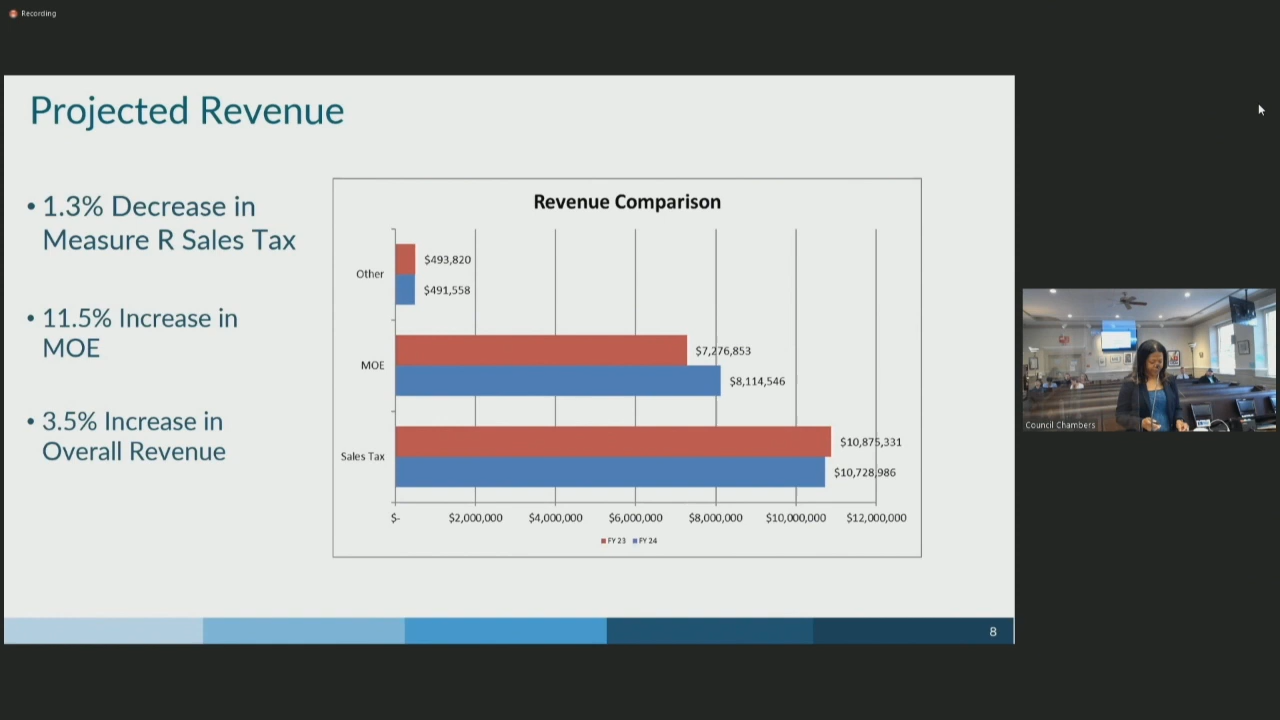 Recording
Projected Revenue
• 1.3% Decrease in
Measure R Sales Tax
• 11.5% Increase in
MOE
• 3.5% Increase in
Overall Revenue
Revenue Comparison
Other
$493,820
$491,558
MOE
$7,276,853
$8,114,546
Sales Tax
$10,875,331
$10,728,986
$- $2,000,000 $4,000,000 $6,000,000 $8,000,000 $10,000,000 $12,000,000
FY 23 FY 24
8
Council Chambers